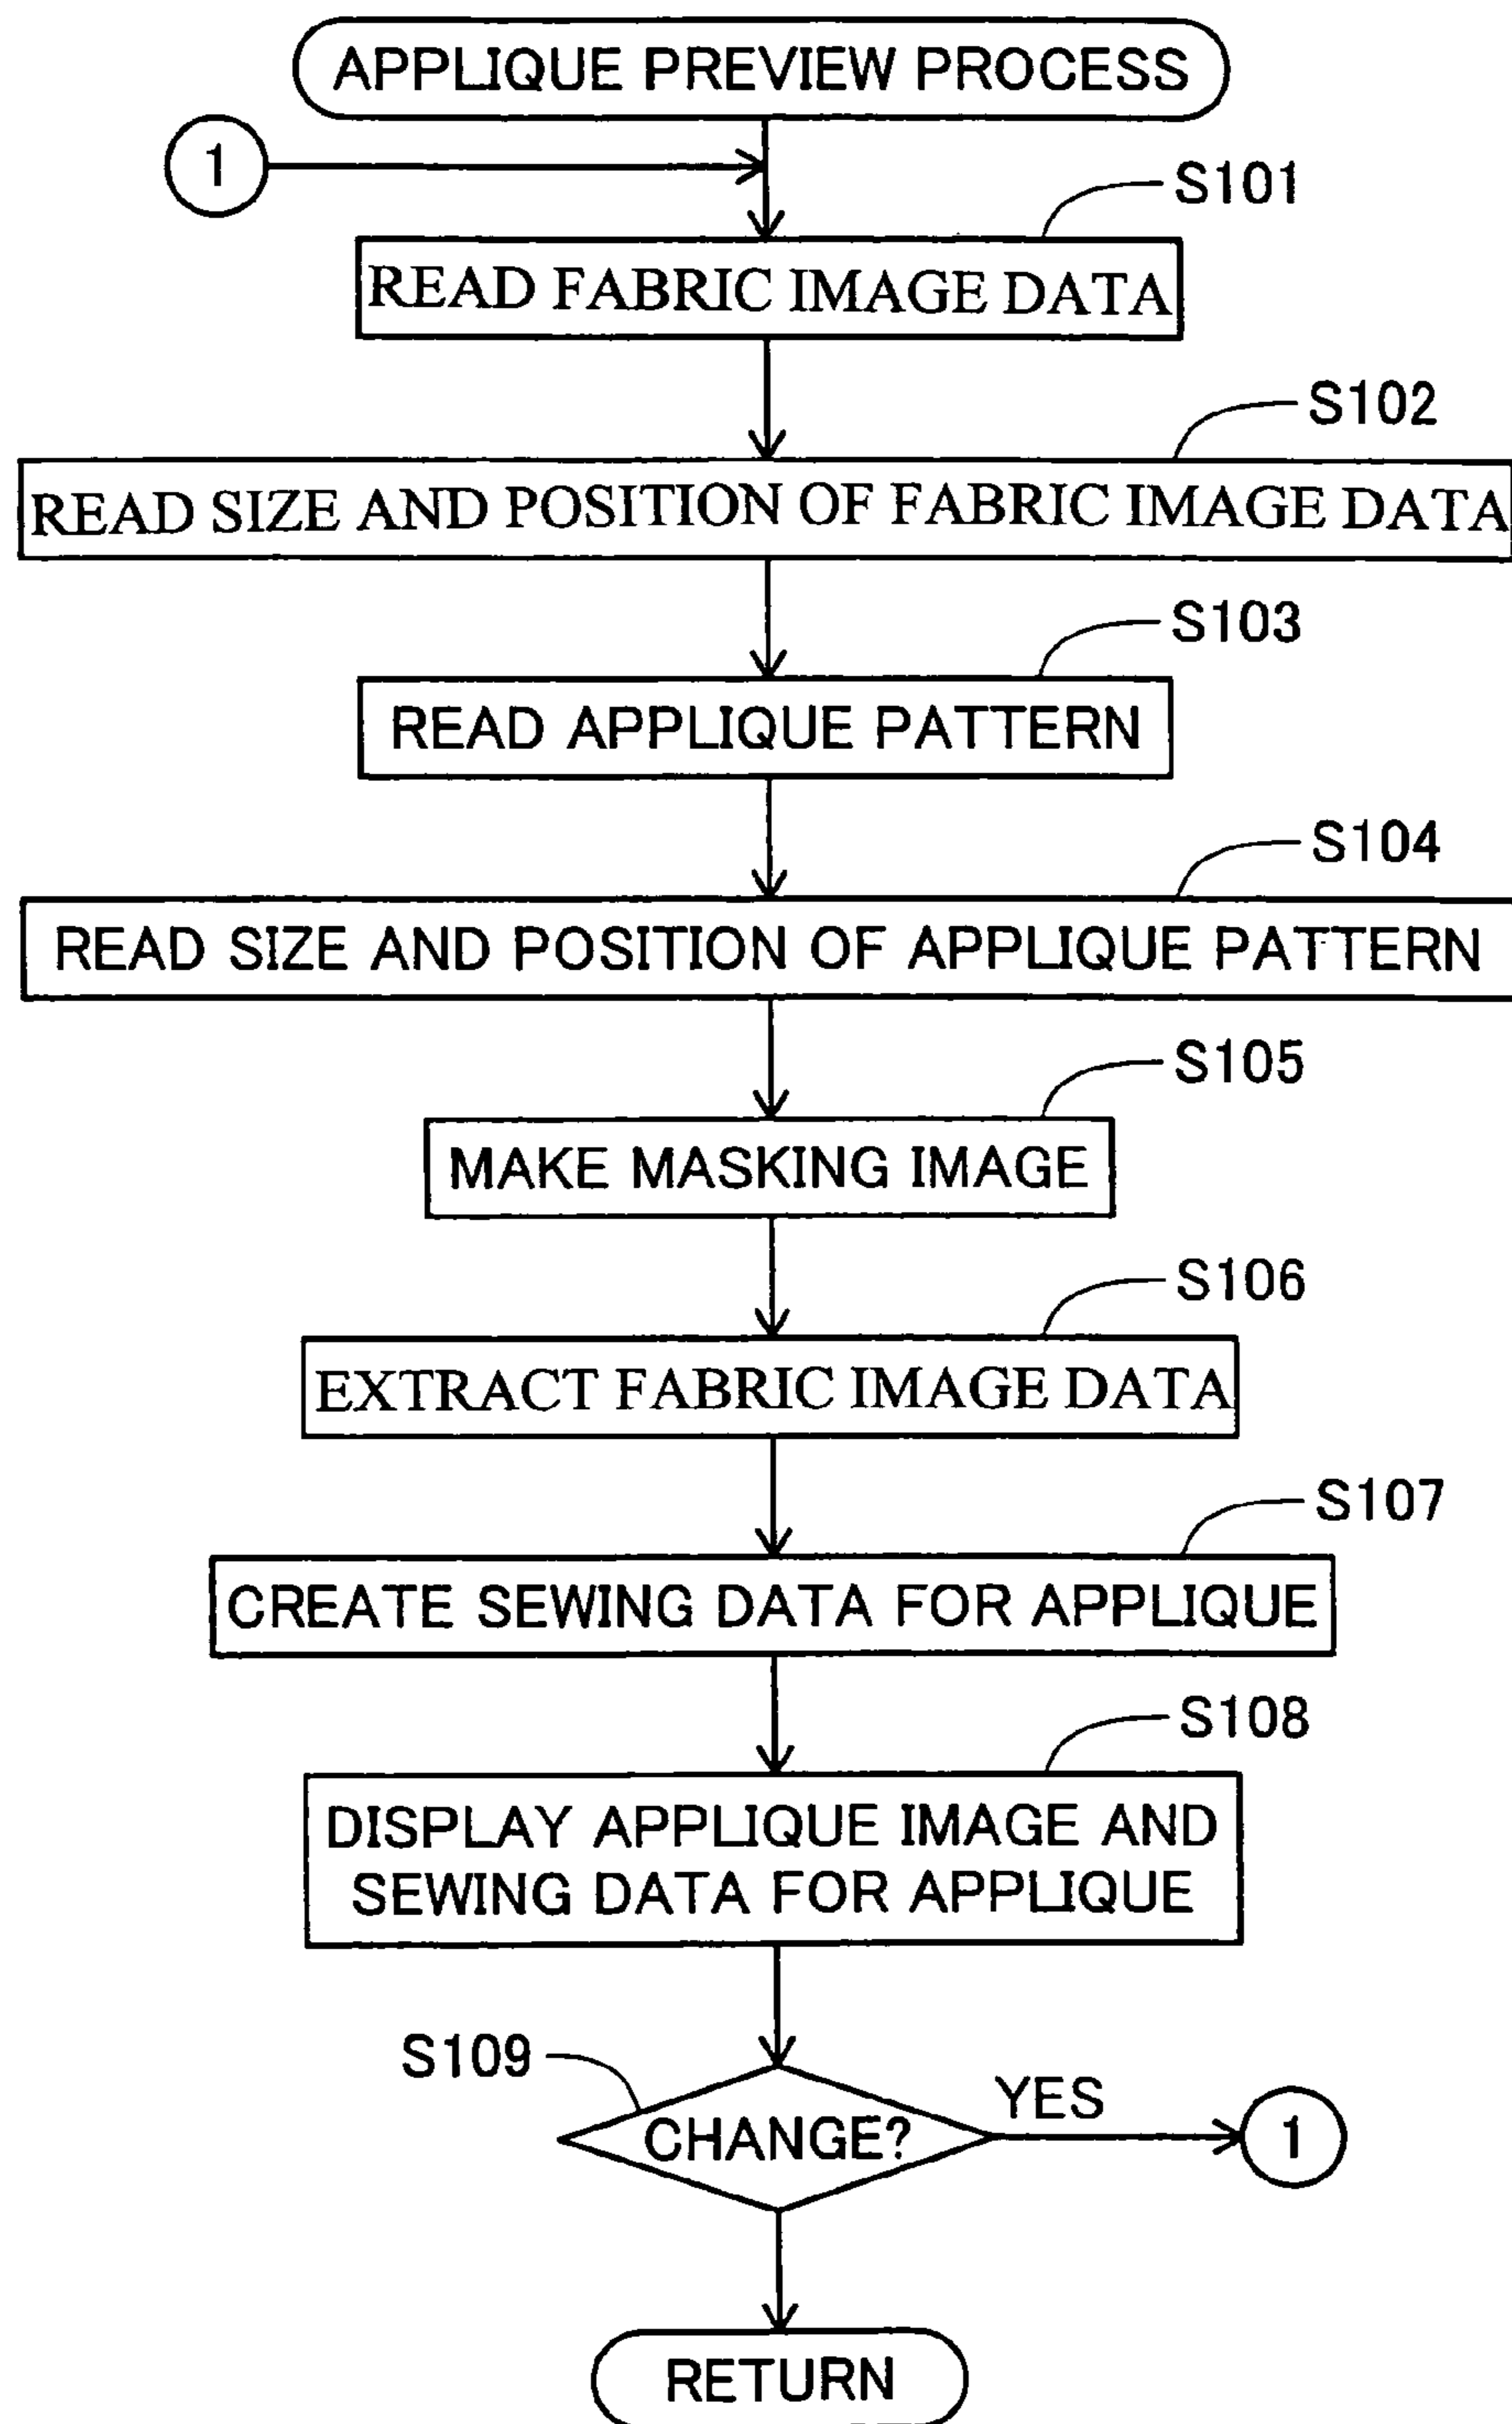 APPLIQUE PREVIEW PROCESS
1
S101
READ FABRIC IMAGE DATA
S102
READ SIZE AND POSITION OF FABRIC IMAGE DATA
S103
READ APPLIQUE PATTERN
S104
READ SIZE AND POSITION OF APPLIQUE PATTERN
S105
MAKE MASKING IMAGE
S106
EXTRACT FABRIC IMAGE DATA
S107
CREATE SEWING DATA FOR APPLIQUE
S108
DISPLAY APPLIQUE IMAGE AND
SEWING DATA FOR APPLIQUE
S109
CHANGE?
YES
1
RETURN